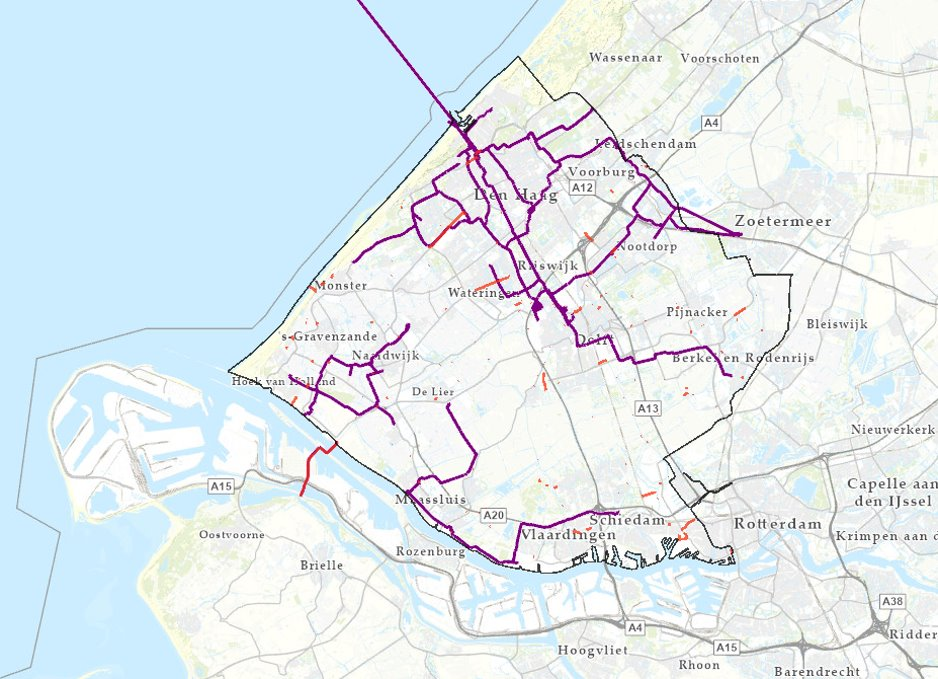 Wassenaar
Voorschoten
A4
Leidschendam
Voorburg
A12
Den Haag
Zoetermeer
Nootdorp
Rijswijk
Monster
Wateringen
Pijnacker
Bleiswijk
s-Gravenzande
Delft
Naaldwijk
Berkel en Rodenrijs
Hoek van Holland
De Lier
A13
Nieuwerkerk
A15
Capelle aan
den IJssel
Maassluis
A20
Schiedam
Rotterdam
Oostvoorne
Vlaardingen
Krimpen aan d
Rozenburg
Brielle
A38
A4
Ridder
A15
Hoogvliet
Rhoon
Barendrecht